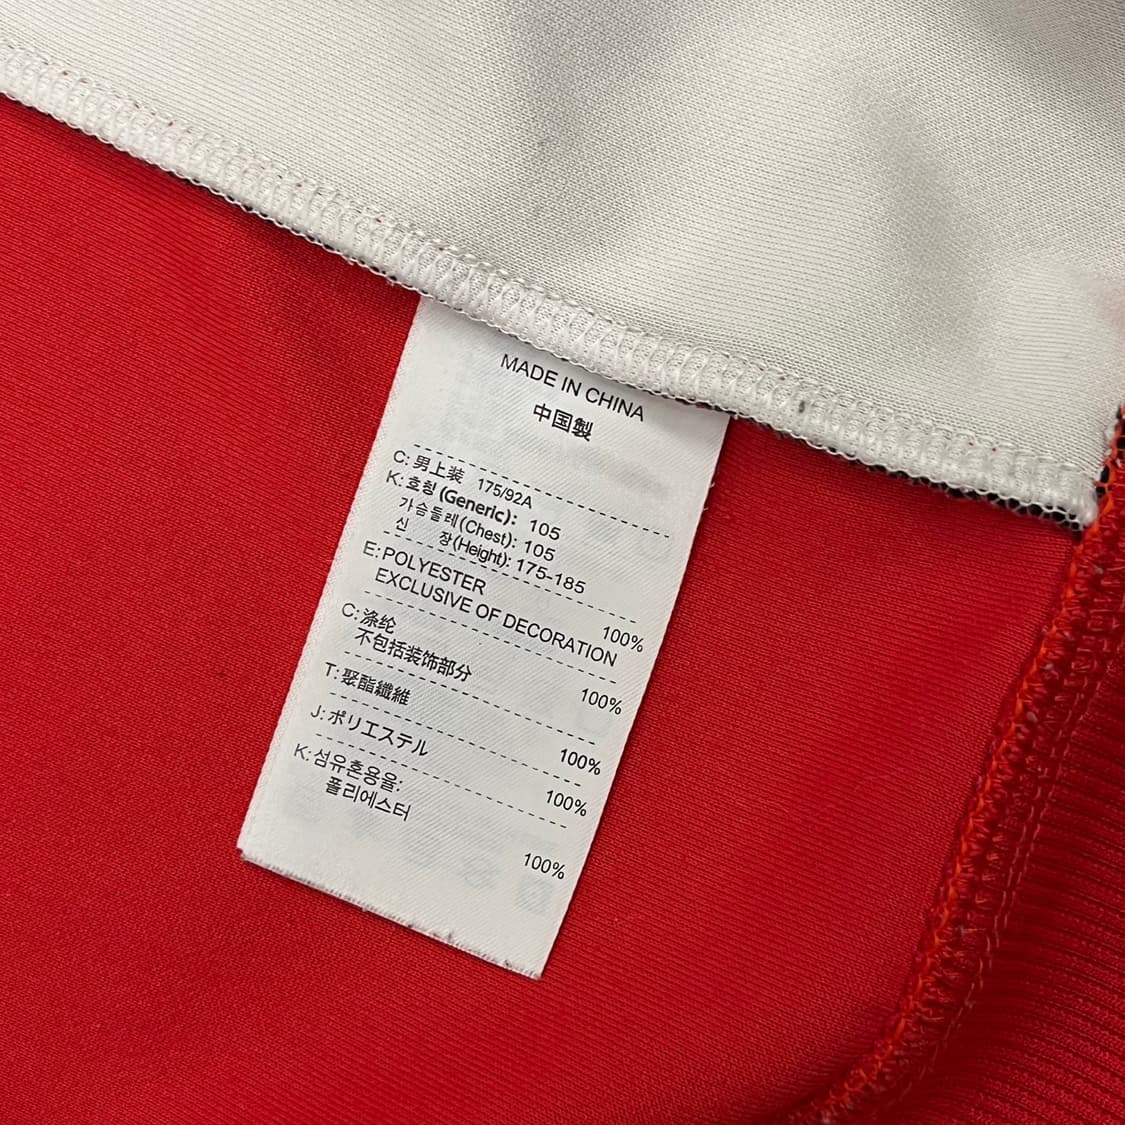 MADE IN CHINA
中国製
C: 男上装 175/92A
K: 호칭 (Generic): 105
가슴둘레(Chest): 105
신 장(Height): 175-185
E: POLYESTER 100%
EXCLUSIVE OF DECORATION
C: 涤纶 100%
不包括装饰部分
T: 聚酯纖維 100%
J: ポリエステル 100%
K: 섬유혼용율:
폴리에스터 100%